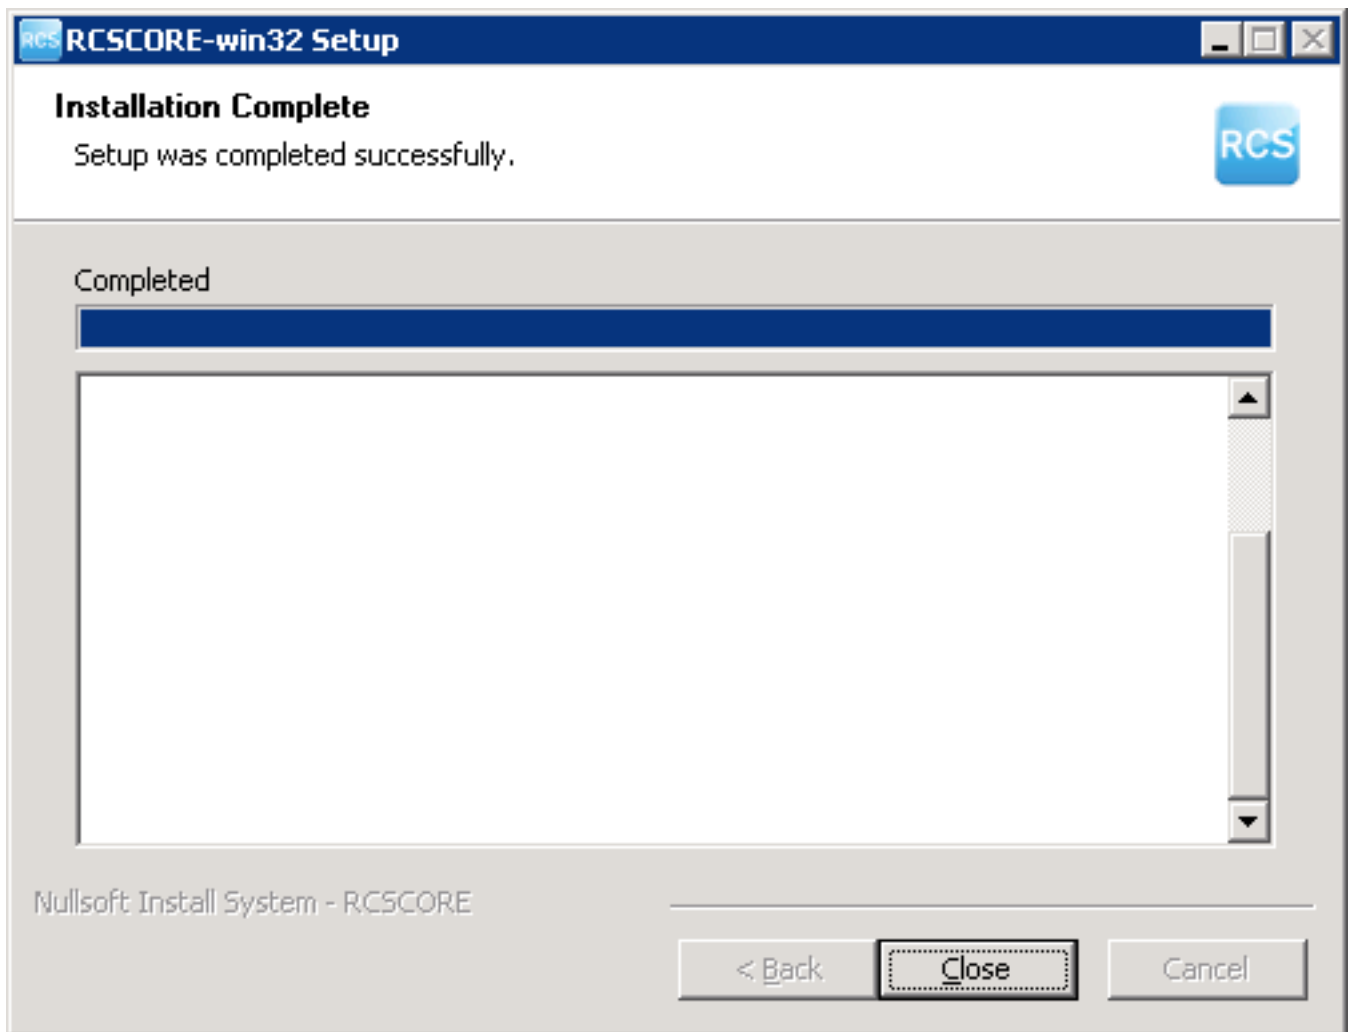 RCS RCSCORE-win32 Setup
Installation Complete
Setup was completed successfully.
RCS
Completed
Nullsoft Install System - RCSCORE
< Back
Close
Cancel